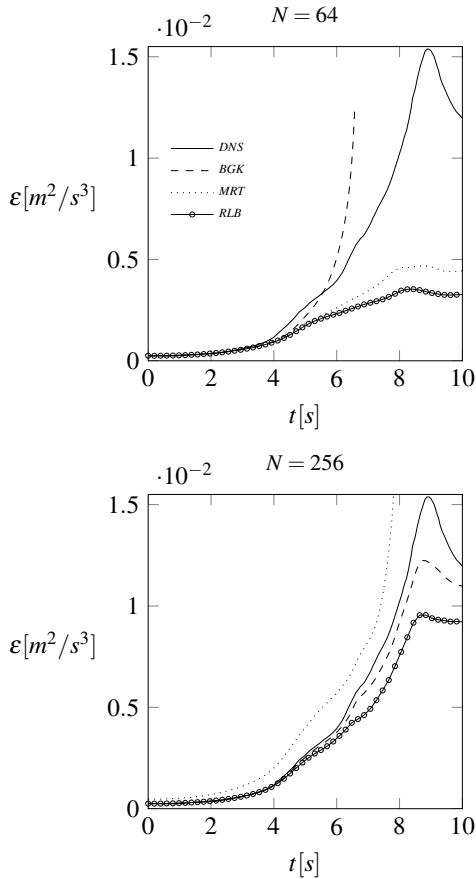 N = 64
·10⁻²
1.5
1
0.5
0
ε[m²/s³]
DNS
BGK
MRT
RLB
0 2 4 6 8 10
t[s]
N = 256
·10⁻²
1.5
1
0.5
0
ε[m²/s³]
0 2 4 6 8 10
t[s]